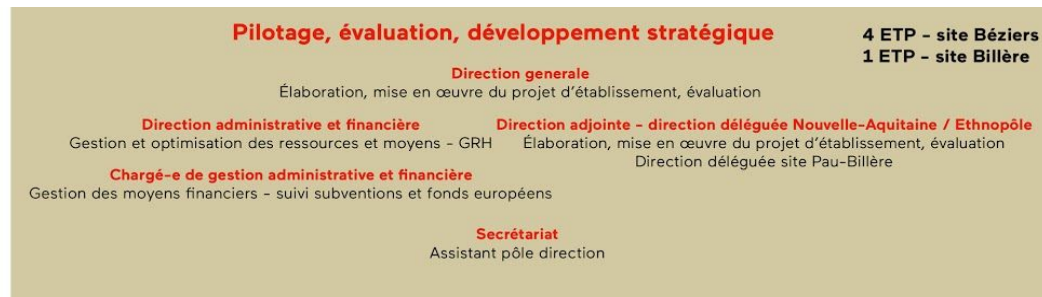 Pilotage, évaluation, développement stratégique
4 ETP - site Béziers
1 ETP - site Billère
Direction generale
Élaboration, mise en œuvre du projet d'établissement, évaluation
Direction administrative et financière
Gestion et optimisation des ressources et moyens - GRH
Direction adjointe - direction déléguée Nouvelle-Aquitaine / Ethnopôle
Élaboration, mise en œuvre du projet d'établissement, évaluation
Direction déléguée site Pau-Billère
Chargé-e de gestion administrative et financière
Gestion des moyens financiers - suivi subventions et fonds européens
Secrétariat
Assistant pôle direction